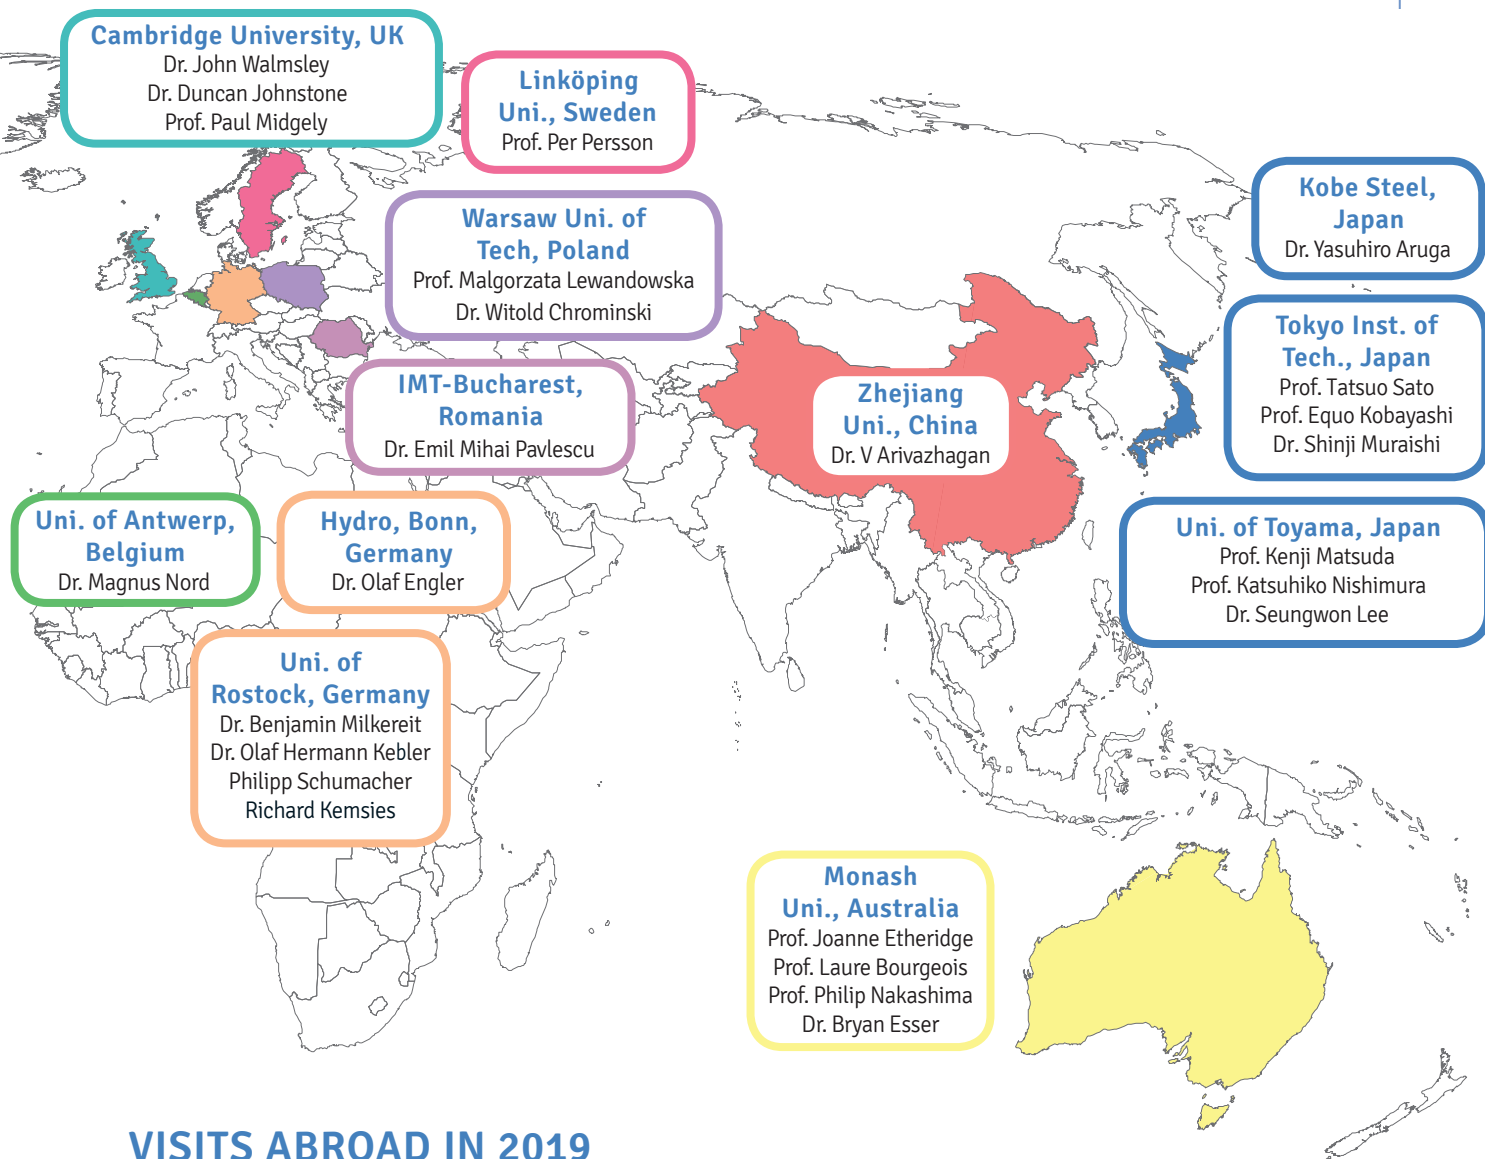 Cambridge University, UK
Dr. John Walmsley
Dr. Duncan Johnstone
Prof. Paul Midgely
Linköping
Uni., Sweden
Prof. Per Persson
Kobe Steel,
Japan
Dr. Yasuhiro Aruga
Warsaw Uni. of
Tech, Poland
Prof. Malgorzata Lewandowska
Dr. Witold Chrominski
Tokyo Inst. of
Tech., Japan
Prof. Tatsuo Sato
Prof. Equo Kobayashi
Dr. Shinji Muraishi
IMT-Bucharest,
Romania
Dr. Emil Mihai Pavlescu
Zhejiang
Uni., China
Dr. V Arivazhagan
Uni. of Antwerp,
Belgium
Dr. Magnus Nord
Hydro, Bonn,
Germany
Dr. Olaf Engler
Uni. of Toyama, Japan
Prof. Kenji Matsuda
Prof. Katsuhiko Nishimura
Dr. Seungwon Lee
Uni. of
Rostock, Germany
Dr. Benjamin Milkereit
Dr. Olaf Hermann Kebler
Philipp Schumacher
Richard Kemsies
Monash
Uni., Australia
Prof. Joanne Etheridge
Prof. Laure Bourgeois
Prof. Philip Nakashima
Dr. Bryan Esser
VISITS ABROAD IN 2019